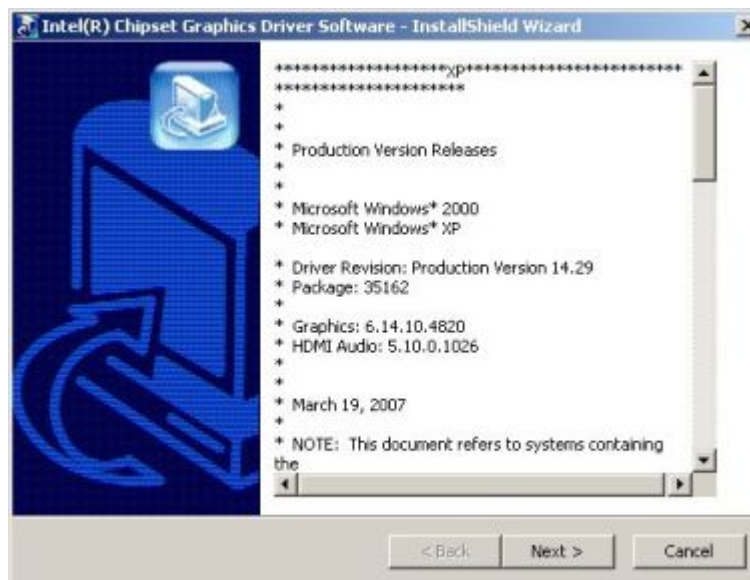 Intel(R) Chipset Graphics Driver Software - InstallShield Wizard
********************XP*************************
**********************
*
*
* Production Version Releases
*
*
* Microsoft Windows* 2000
* Microsoft Windows* XP

* Driver Revision: Production Version 14.29
* Package: 35162
*
* Graphics: 6.14.10.4820
* HDMI Audio: 5.10.0.1026
*
*
* March 19, 2007
*
* NOTE: This document refers to systems containing
the
< Back
Next >
Cancel